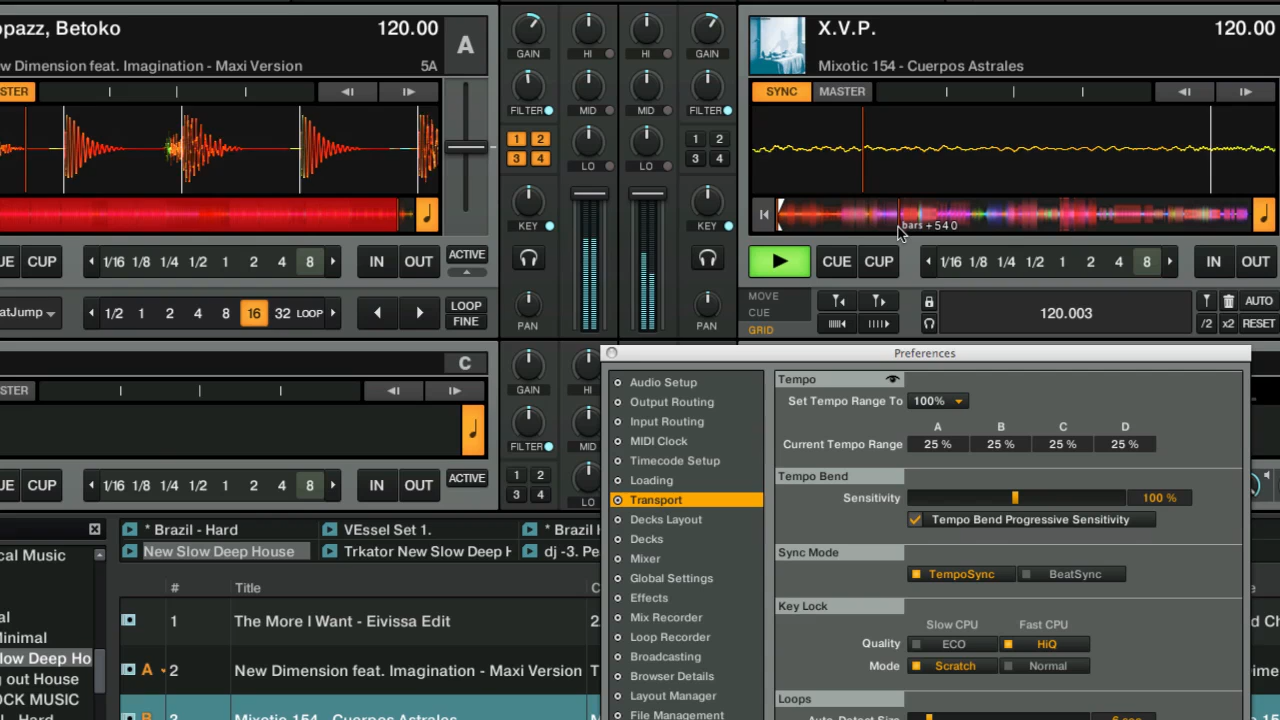 pazz, Betoko 120.00 A
w Dimension feat. Imagination - Maxi Version 5A
STER
1/16 1/8 1/4 1/2 1 2 4 8
UE CUP IN OUT ACTIVE
atJump 1/2 1 2 4 8 16 32 LOOP
LOOP
FINE
GAIN HI HI GAIN
FILTER MID MID FILTER
1 2
3 4
LO LO
1 2
3 4
KEY KEY
PAN PAN
X.V.P. 120.00
Mixotic 154 - Cuerpos Astrales
SYNC MASTER
bars +540
CUE CUP 1/16 1/8 1/4 1/2 1 2 4 8 IN OUT
MOVE
CUE
GRID
120.003
AUTO
/2 x2 RESET
C
STER
UE CUP 1/16 1/8 1/4 1/2 1 2 4 8 IN OUT ACTIVE
GAIN HI
FILTER MID
1 2
3 4
LO
Preferences
Audio Setup
Output Routing
Input Routing
MIDI Clock
Timecode Setup
Loading
Transport
Decks Layout
Decks
Mixer
Global Settings
Effects
Mix Recorder
Loop Recorder
Broadcasting
Browser Details
Layout Manager
File Management
Tempo
Set Tempo Range To 100%
A B C D
Current Tempo Range 25 % 25 % 25 % 25 %
Tempo Bend
Sensitivity 100 %
Tempo Bend Progressive Sensitivity
Sync Mode
TempoSync BeatSync
Key Lock
Slow CPU Fast CPU
Quality ECO HiQ
Mode Scratch Normal
Loops
* Brazil - Hard VEssel Set 1. * Brazil H
New Slow Deep House Trkator New Slow Deep H dj -3. Pe
# Title
1 The More I Want - Eivissa Edit 2
A 2 New Dimension feat. Imagination - Maxi Version T
B 3 Mixotic 154 - Cuerpos Astrales
cal Music
al
Minimal
low Deep Ho
g out House
OCK MUSIC